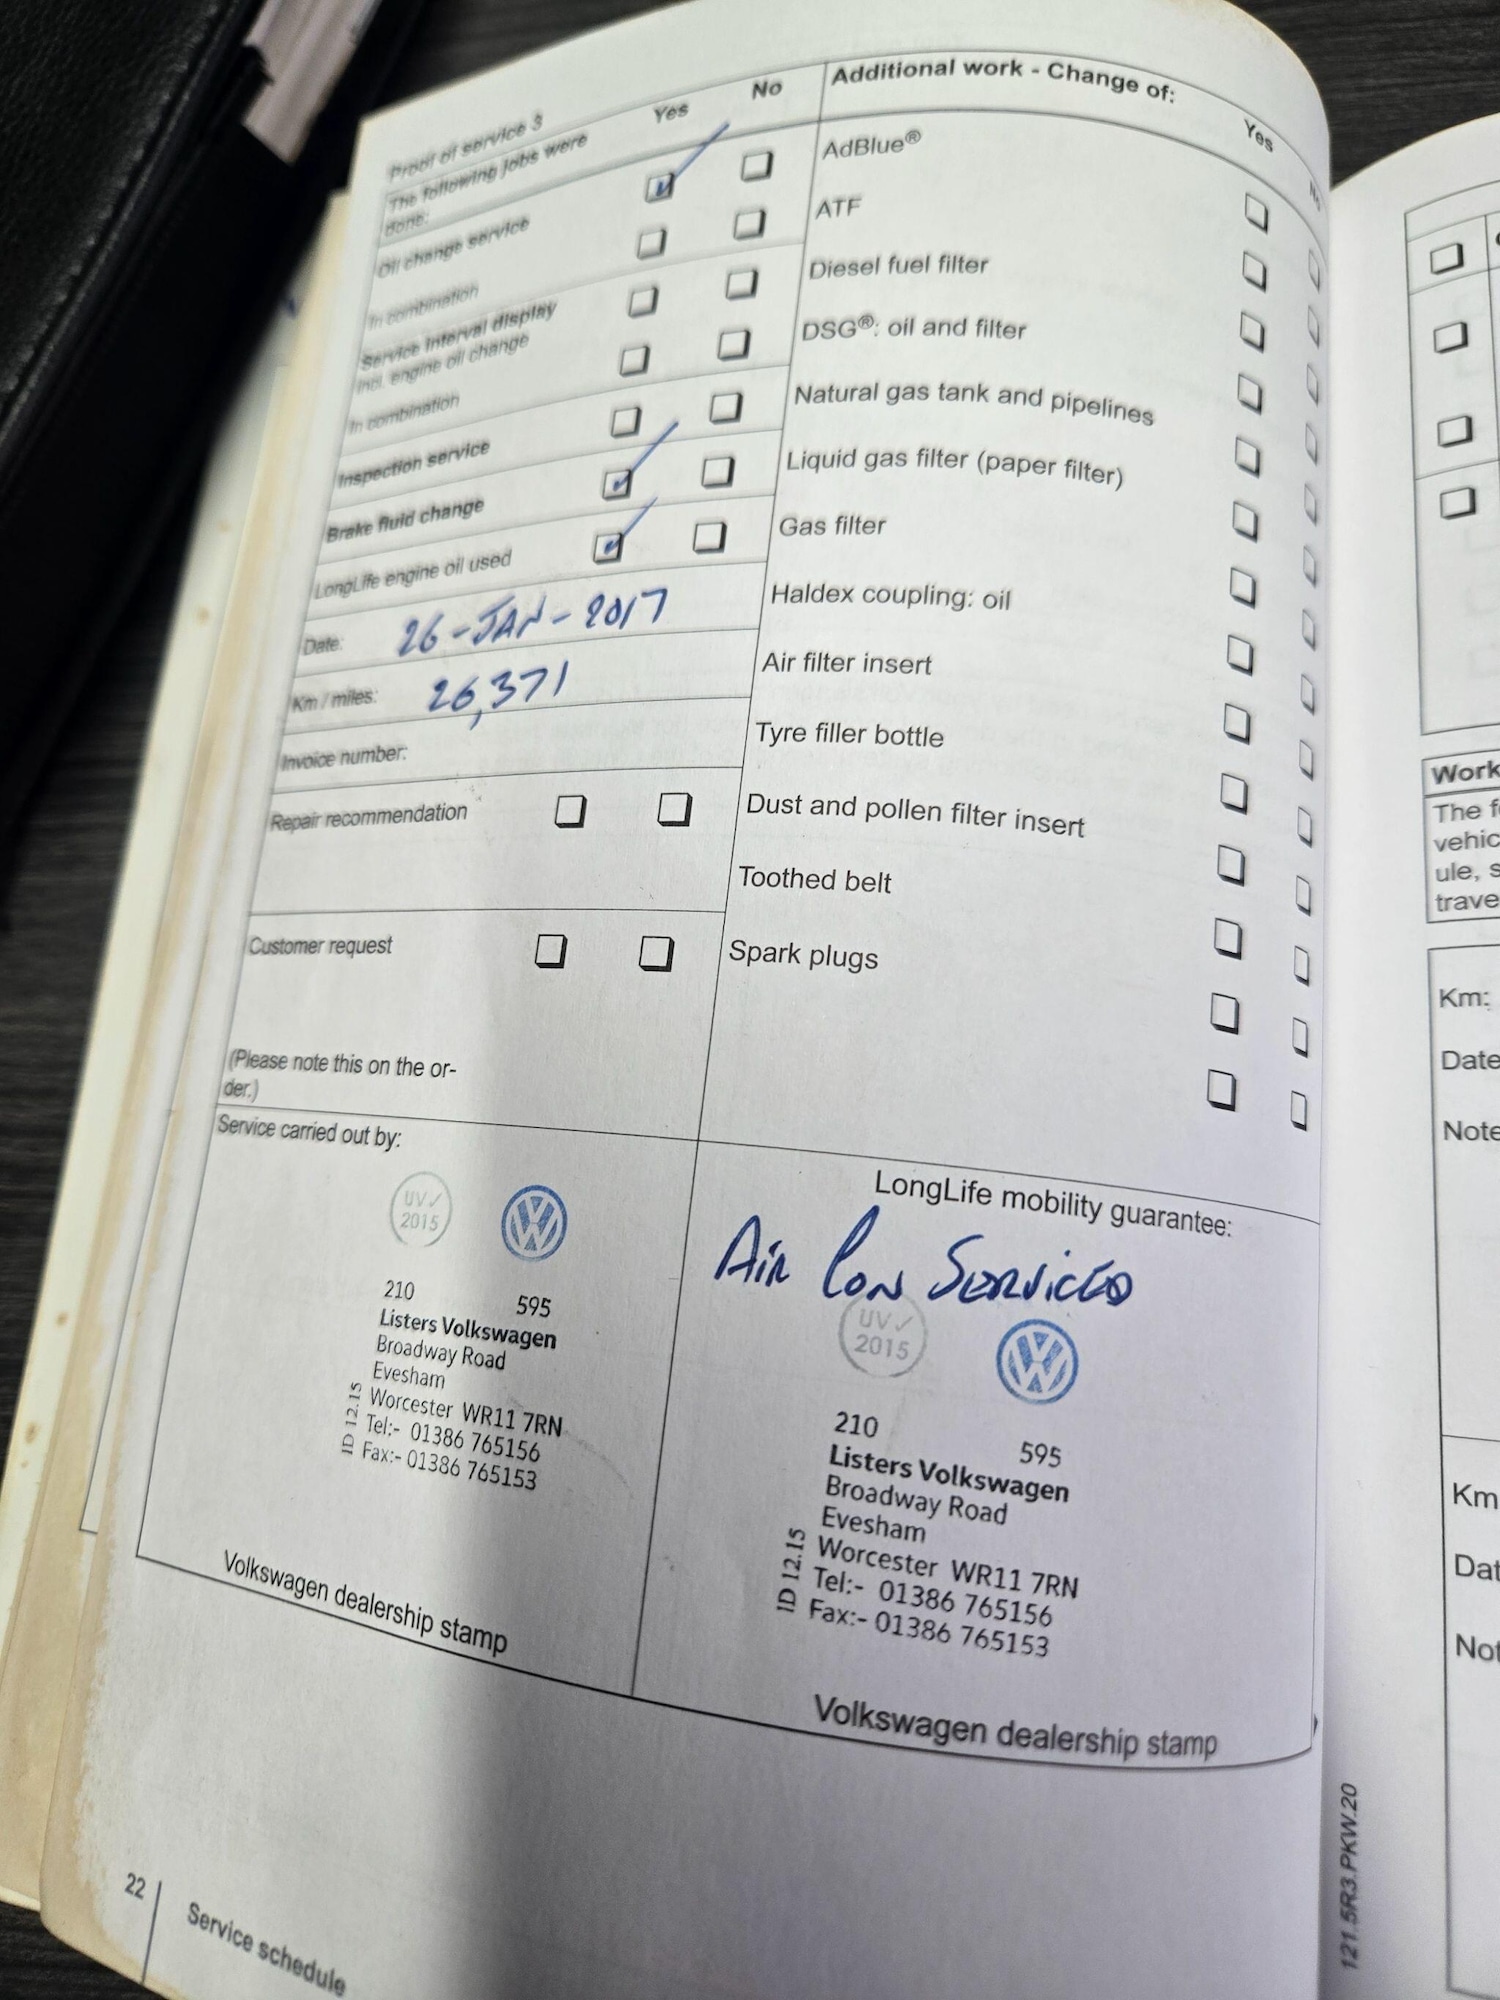 Proof of service 3
The following jobs were
done:
Yes
No
Oil change service
In combination
Service interval display
incl. engine oil change
In combination
Inspection service
Brake fluid change
LongLife engine oil used
Date: 26-JAN-2017
Km / miles: 26,371
Invoice number:
Repair recommendation
Customer request
(Please note this on the or-
der.)
Additional work - Change of:
Yes
No
AdBlue®
ATF
Diesel fuel filter
DSG®: oil and filter
Natural gas tank and pipelines
Liquid gas filter (paper filter)
Gas filter
Haldex coupling: oil
Air filter insert
Tyre filler bottle
Dust and pollen filter insert
Toothed belt
Spark plugs
Service carried out by:
UV✓
2015
210
595
Listers Volkswagen
Broadway Road
Evesham
Worcester WR11 7RN
Tel:- 01386 765156
Fax:- 01386 765153
ID 12.15
Volkswagen dealership stamp
LongLife mobility guarantee:
Air Con Serviced
UV✓
2015
210
595
Listers Volkswagen
Broadway Road
Evesham
Worcester WR11 7RN
Tel:- 01386 765156
Fax:- 01386 765153
ID 12.15
Volkswagen dealership stamp
22
Service schedule
Work
The f
vehic
ule, s
trave
Km:
Date
Note
Km
Dat
Not
121.5R3.PKW.20